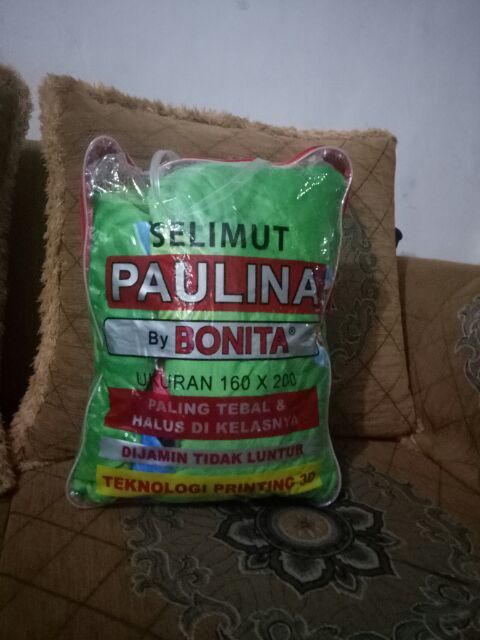 SELIMUT
PAULINA
By BONITA®
UKURAN 160 X 200
PALING TEBAL &
HALUS DI KELASNYA
DIJAMIN TIDAK LUNTUR
TEKNOLOGI PRINTING 3D